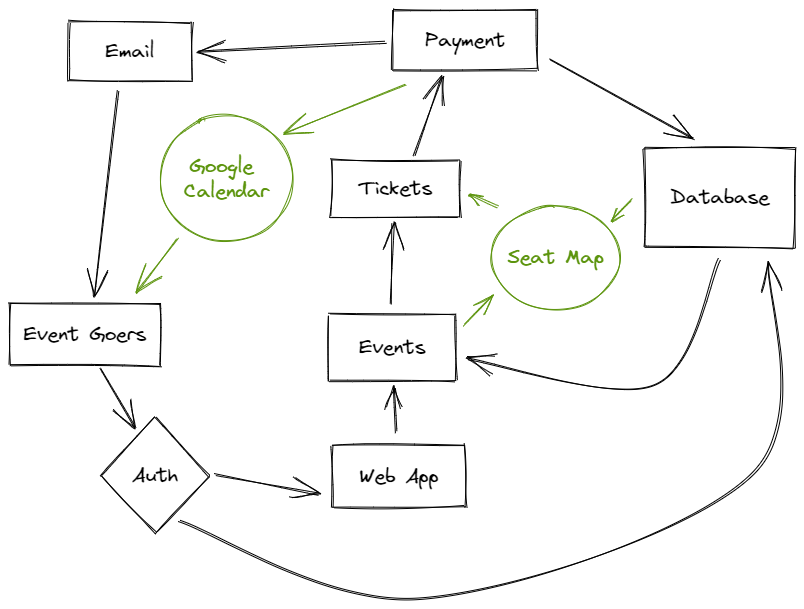 Email
Payment
Google
Calendar
Tickets
Database
Seat Map
Event Goers
Events
Auth
Web App